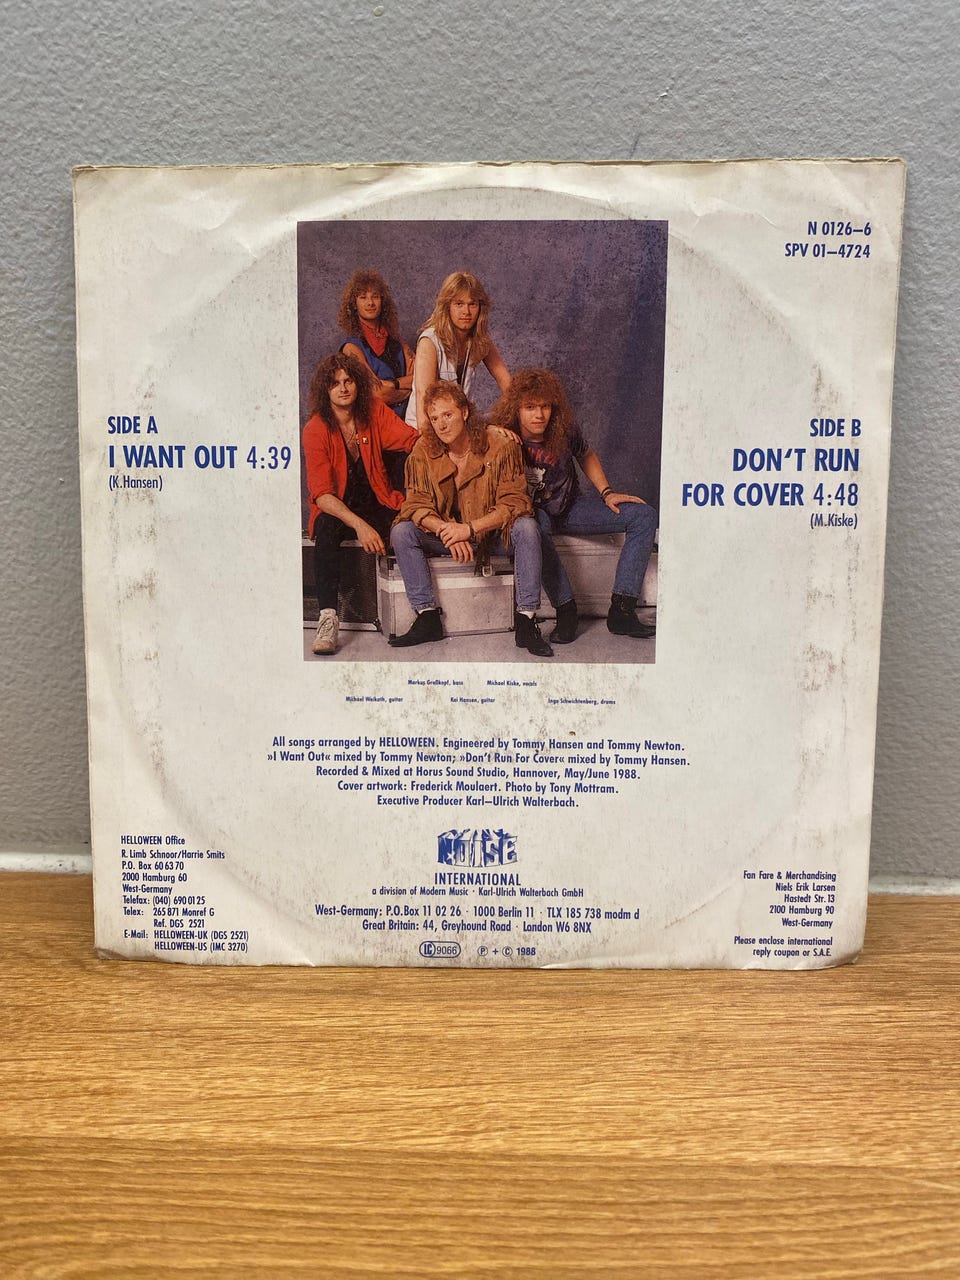 N 0126–6
SPV 01–4724
SIDE A
I WANT OUT 4:39
(K.Hansen)
SIDE B
DON'T RUN
FOR COVER 4:48
(M.Kiske)
Markus Großkopf, bass Michael Kiske, vocals
Michael Weikath, guitar Kai Hansen, guitar Ingo Schwichtenberg, drums
All songs arranged by HELLOWEEN. Engineered by Tommy Hansen and Tommy Newton.
»I Want Out« mixed by Tommy Newton; »Don't Run For Cover« mixed by Tommy Hansen.
Recorded & Mixed at Horus Sound Studio, Hannover, May/June 1988.
Cover artwork: Frederick Moulaert. Photo by Tony Mottram.
Executive Producer Karl–Ulrich Walterbach.
HELLOWEEN Office
R. Limb Schnoor/Harrie Smits
P.O. Box 60 63 70
2000 Hamburg 60
West-Germany
Telefax: (040) 690 01 25
Telex: 265 871 Monref G
Ref. DGS 2521
E-Mail: HELLOWEEN-UK (DGS 2521)
HELLOWEEN-US (IMC 3270)
NOISE
INTERNATIONAL
a division of Modern Music · Karl-Ulrich Walterbach GmbH
West-Germany: P.O.Box 11 02 26 · 1000 Berlin 11 · TLX 185 738 modm d
Great Britain: 44, Greyhound Road · London W6 8NX
LC 9066 Ⓟ + © 1988
Fan Fare & Merchandising
Niels Erik Larsen
Hastedt Str. 13
2100 Hamburg 90
West-Germany
Please enclose international
reply coupon or S.A.E.